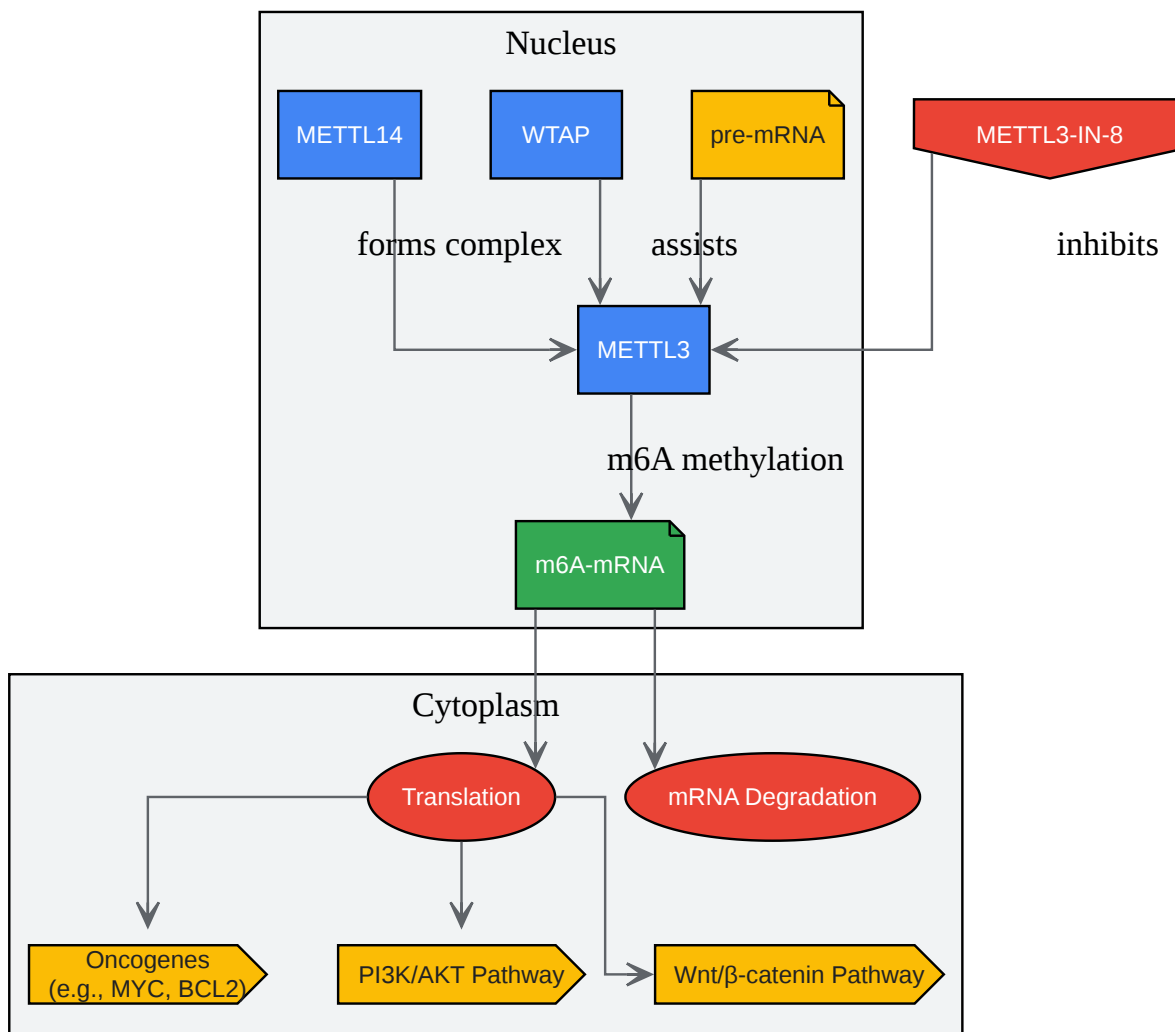 Nucleus
METTL14
WTAP
pre-mRNA
METTL3-IN-8
forms complex
assists
inhibits
METTL3
m6A methylation
m6A-mRNA
Cytoplasm
Translation
mRNA Degradation
Oncogenes
(e.g., MYC, BCL2)
PI3K/AKT Pathway
Wnt/β-catenin Pathway